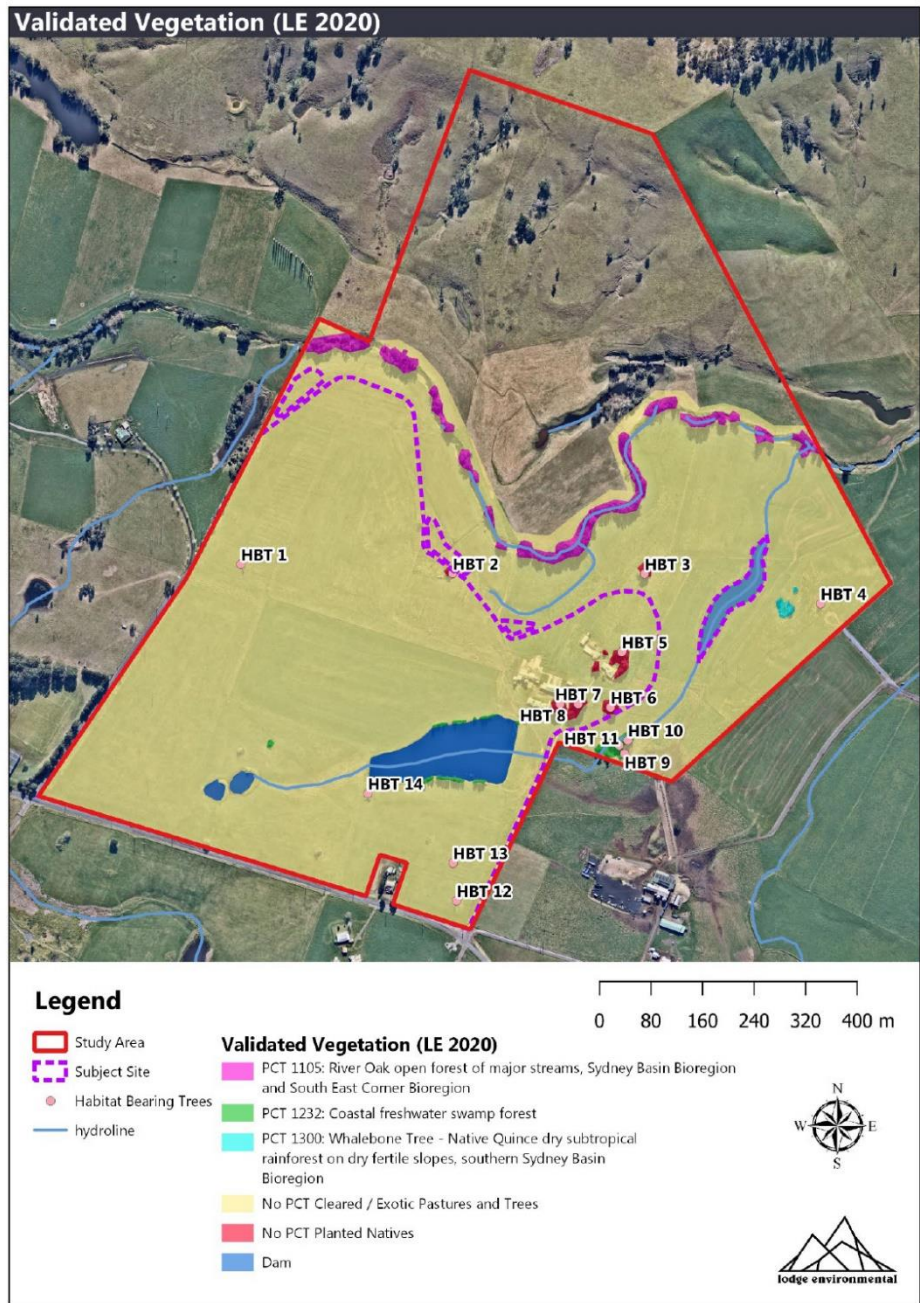 Validated Vegetation (LE 2020)
HBT 1
HBT 2
HBT 3
HBT 4
HBT 5
HBT 7
HBT 6
HBT 8
HBT 10
HBT 11
HBT 9
HBT 14
HBT 13
HBT 12
Legend
Study Area
Subject Site
Habitat Bearing Trees
hydroline
Validated Vegetation (LE 2020)
PCT 1105: River Oak open forest of major streams, Sydney Basin Bioregion
and South East Corner Bioregion
PCT 1232: Coastal freshwater swamp forest
PCT 1300: Whalebone Tree - Native Quince dry subtropical
rainforest on dry fertile slopes, southern Sydney Basin
Bioregion
No PCT Cleared / Exotic Pastures and Trees
No PCT Planted Natives
Dam
0 80 160 240 320 400 m
N
W E
S
lodge environmental